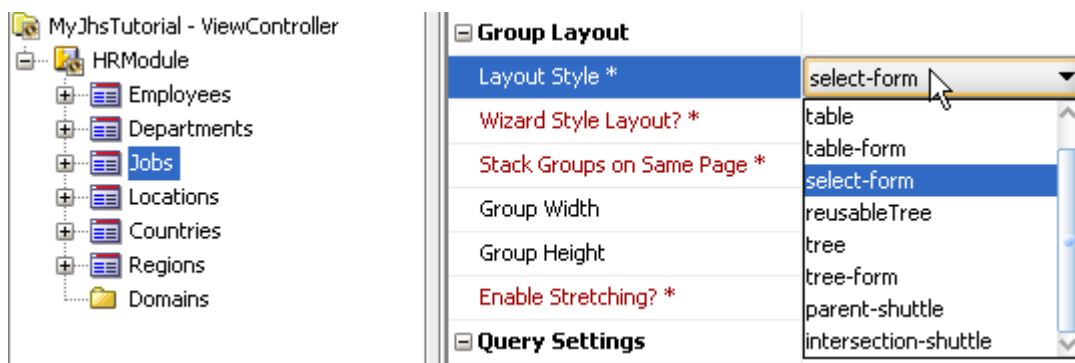 MyJhsTutorial - ViewController
HRModule
Employees
Departments
Jobs
Locations
Countries
Regions
Domains
Group Layout
Layout Style *
select-form
Wizard Style Layout? *
Stack Groups on Same Page *
Group Width
Group Height
Enable Stretching? *
Query Settings
table
table-form
select-form
reusableTree
tree
tree-form
parent-shuttle
intersection-shuttle